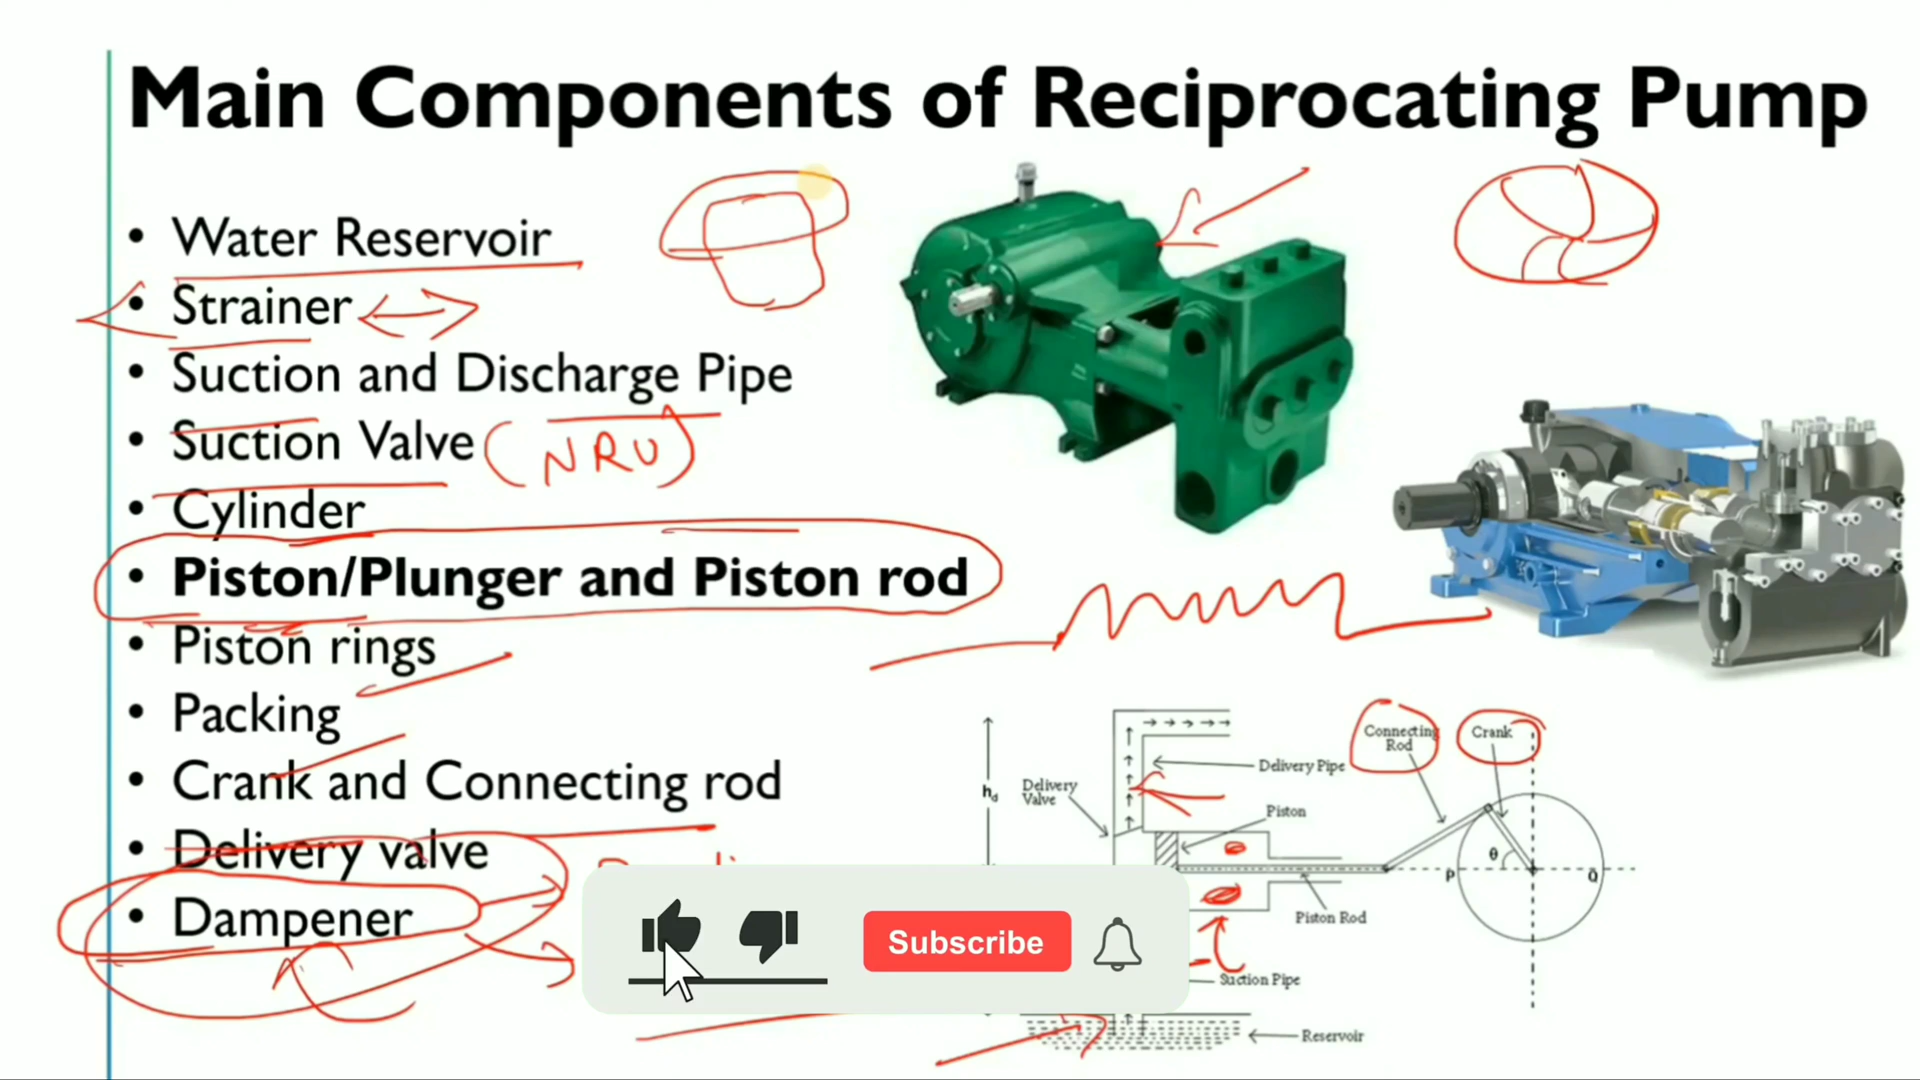 Main Components of Reciprocating Pump
• Water Reservoir
• Strainer
• Suction and Discharge Pipe
• Suction Valve (NRV)
• Cylinder
• Piston/Plunger and Piston rod
• Piston rings
• Packing
• Crank and Connecting rod
• Delivery valve
• Dampener
Connecting
Rod
Crank
Delivery Pipe
hd
Delivery
Valve
Piston
θ
P
Q
Piston Rod
Subscribe
Suction Pipe
Reservoir